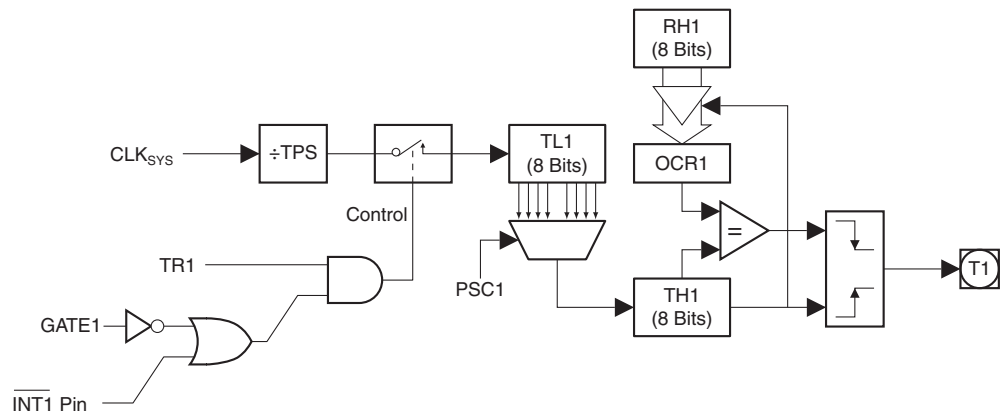 RH1
(8 Bits)
CLKSYS
÷TPS
TL1
(8 Bits)
OCR1
Control
=
TR1
PSC1
T1
TH1
(8 Bits)
GATE1
INT1 Pin